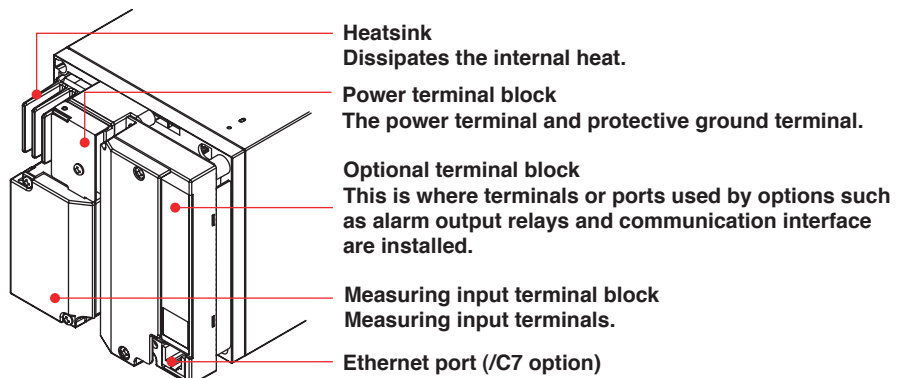 Heatsink
Dissipates the internal heat.
Power terminal block
The power terminal and protective ground terminal.
Optional terminal block
This is where terminals or ports used by options such
as alarm output relays and communication interface
are installed.
Measuring input terminal block
Measuring input terminals.
Ethernet port (/C7 option)